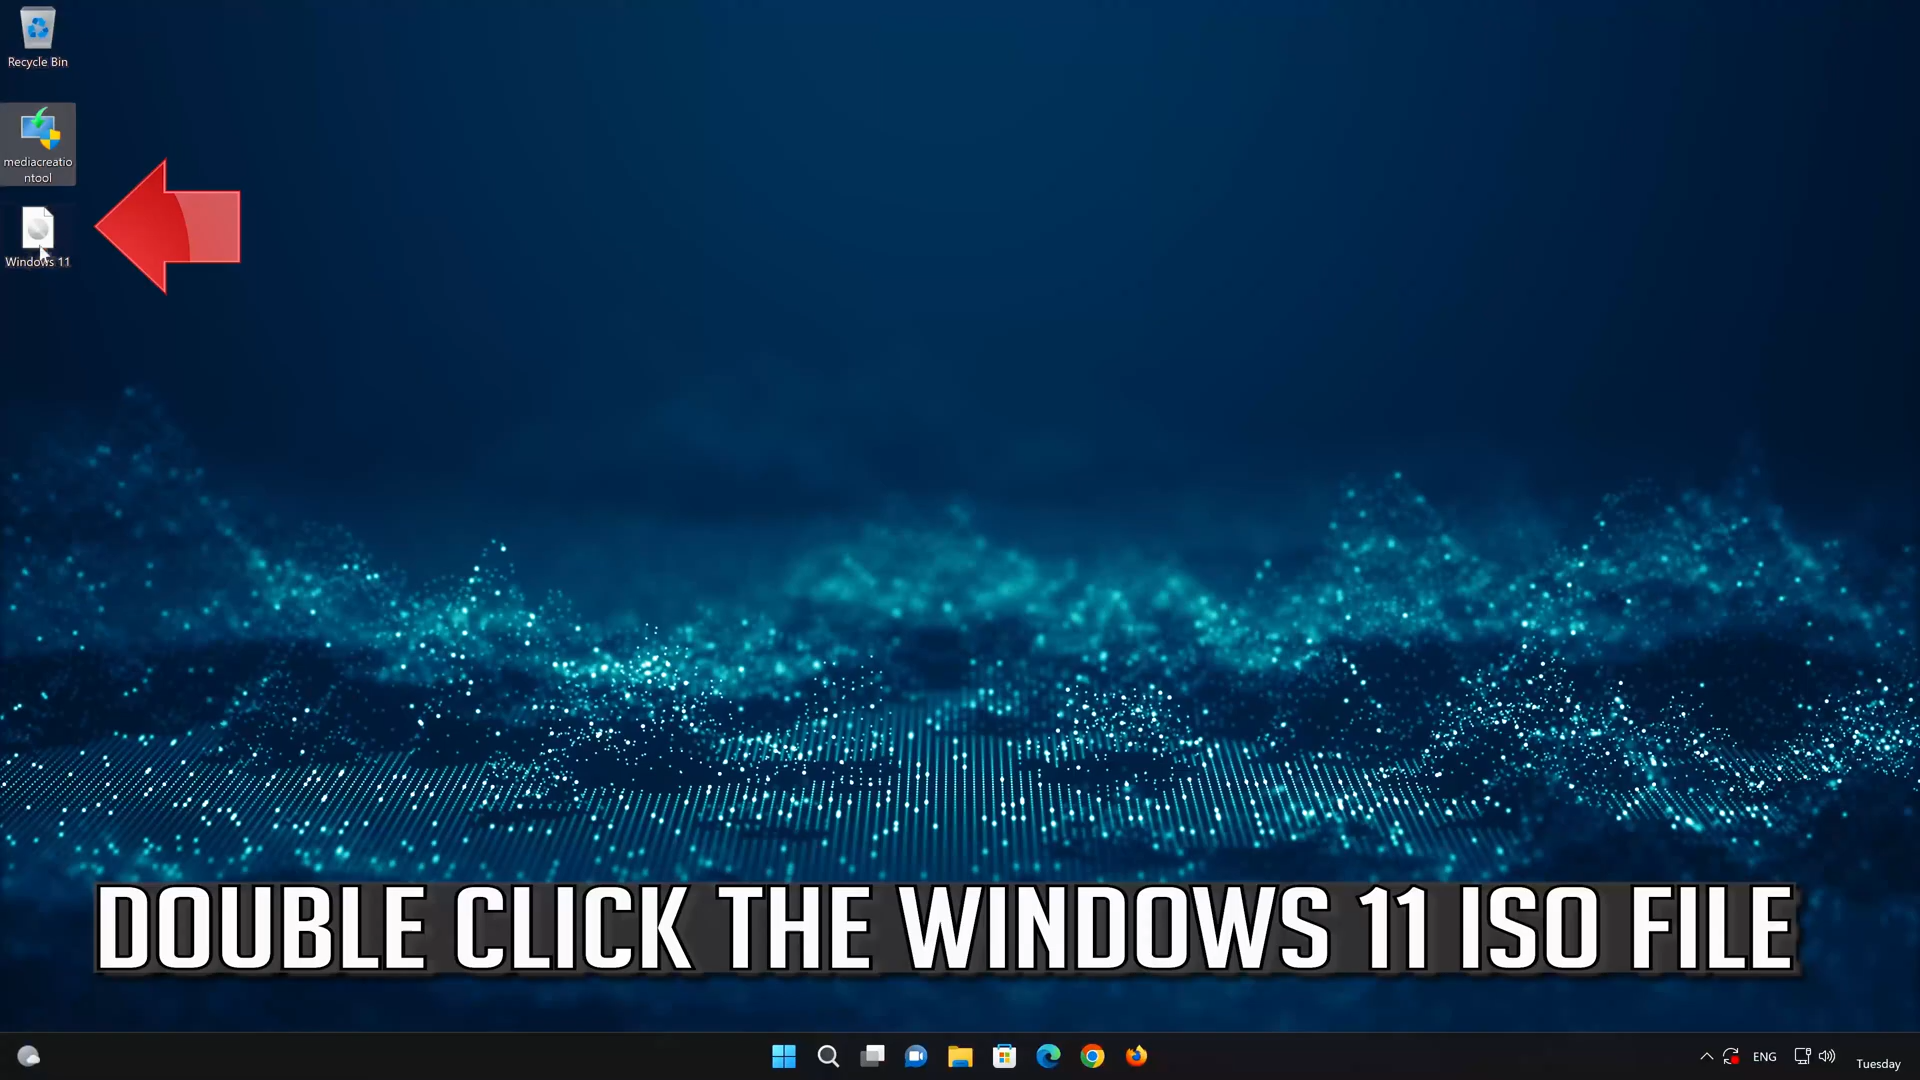 Recycle Bin
mediacreatio
ntool
Windows 11
DOUBLE CLICK THE WINDOWS 11 ISO FILE
ENG
Tuesday